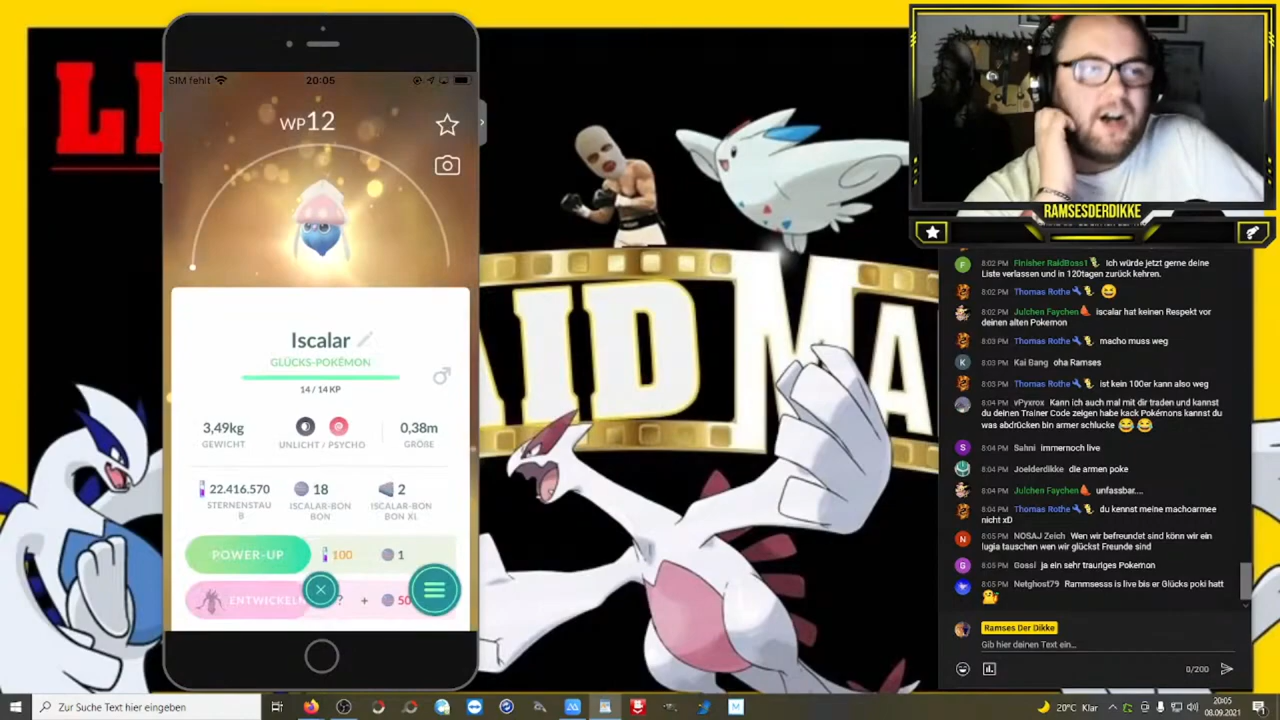 LI
SIM fehlt
20:05
WP12
Iscalar
GLÜCKS-POKÉMON
14 / 14 KP
3,49kg
GEWICHT
UNLICHT / PSYCHO
0,38m
GRÖSSE
22.416.570
STERNENSTAU
B
18
ISCALAR-BON
BON
2
ISCALAR-BON
BON XL
POWER-UP
100
1
ENTWICKELN
?
+
50
AID MA
RAMSESDERDIKKE
8:02 PM Finisher RaidBoss1 Ich würde jetzt gerne deine
Liste verlassen und in 120tagen zurück kehren.
8:02 PM Thomas Rothe
8:02 PM Julchen Faychen iscalar hat keinen Respekt vor
deinen alten Pokemon
8:03 PM Thomas Rothe macho muss weg
8:03 PM Kai Bang oha Ramses
8:03 PM Thomas Rothe ist kein 100er kann also weg
8:04 PM vPyxrox Kann ich auch mal mit dir traden und kannst
du deinen Trainer Code zeigen habe kack Pokémons kannst du
was abdrücken bin armer schlucke
8:04 PM Sahni immernoch live
8:04 PM Joelderdikke die armen poke
8:04 PM Julchen Faychen unfassbar....
8:04 PM Thomas Rothe du kennst meine machoarmee
nicht xD
8:05 PM NOSAJ Zeich Wen wir befreundet sind könn wir ein
lugia tauschen wen wir glückst Freunde sind
8:05 PM Gossi ja ein sehr trauriges Pokemon
8:05 PM Netghost79 Rammsesss is live bis er Glücks poki hatt
Ramses Der Dikke
Gib hier deinen Text ein...
0/200
Zur Suche Text hier eingeben
20°C Klar
20:05
08.09.2021